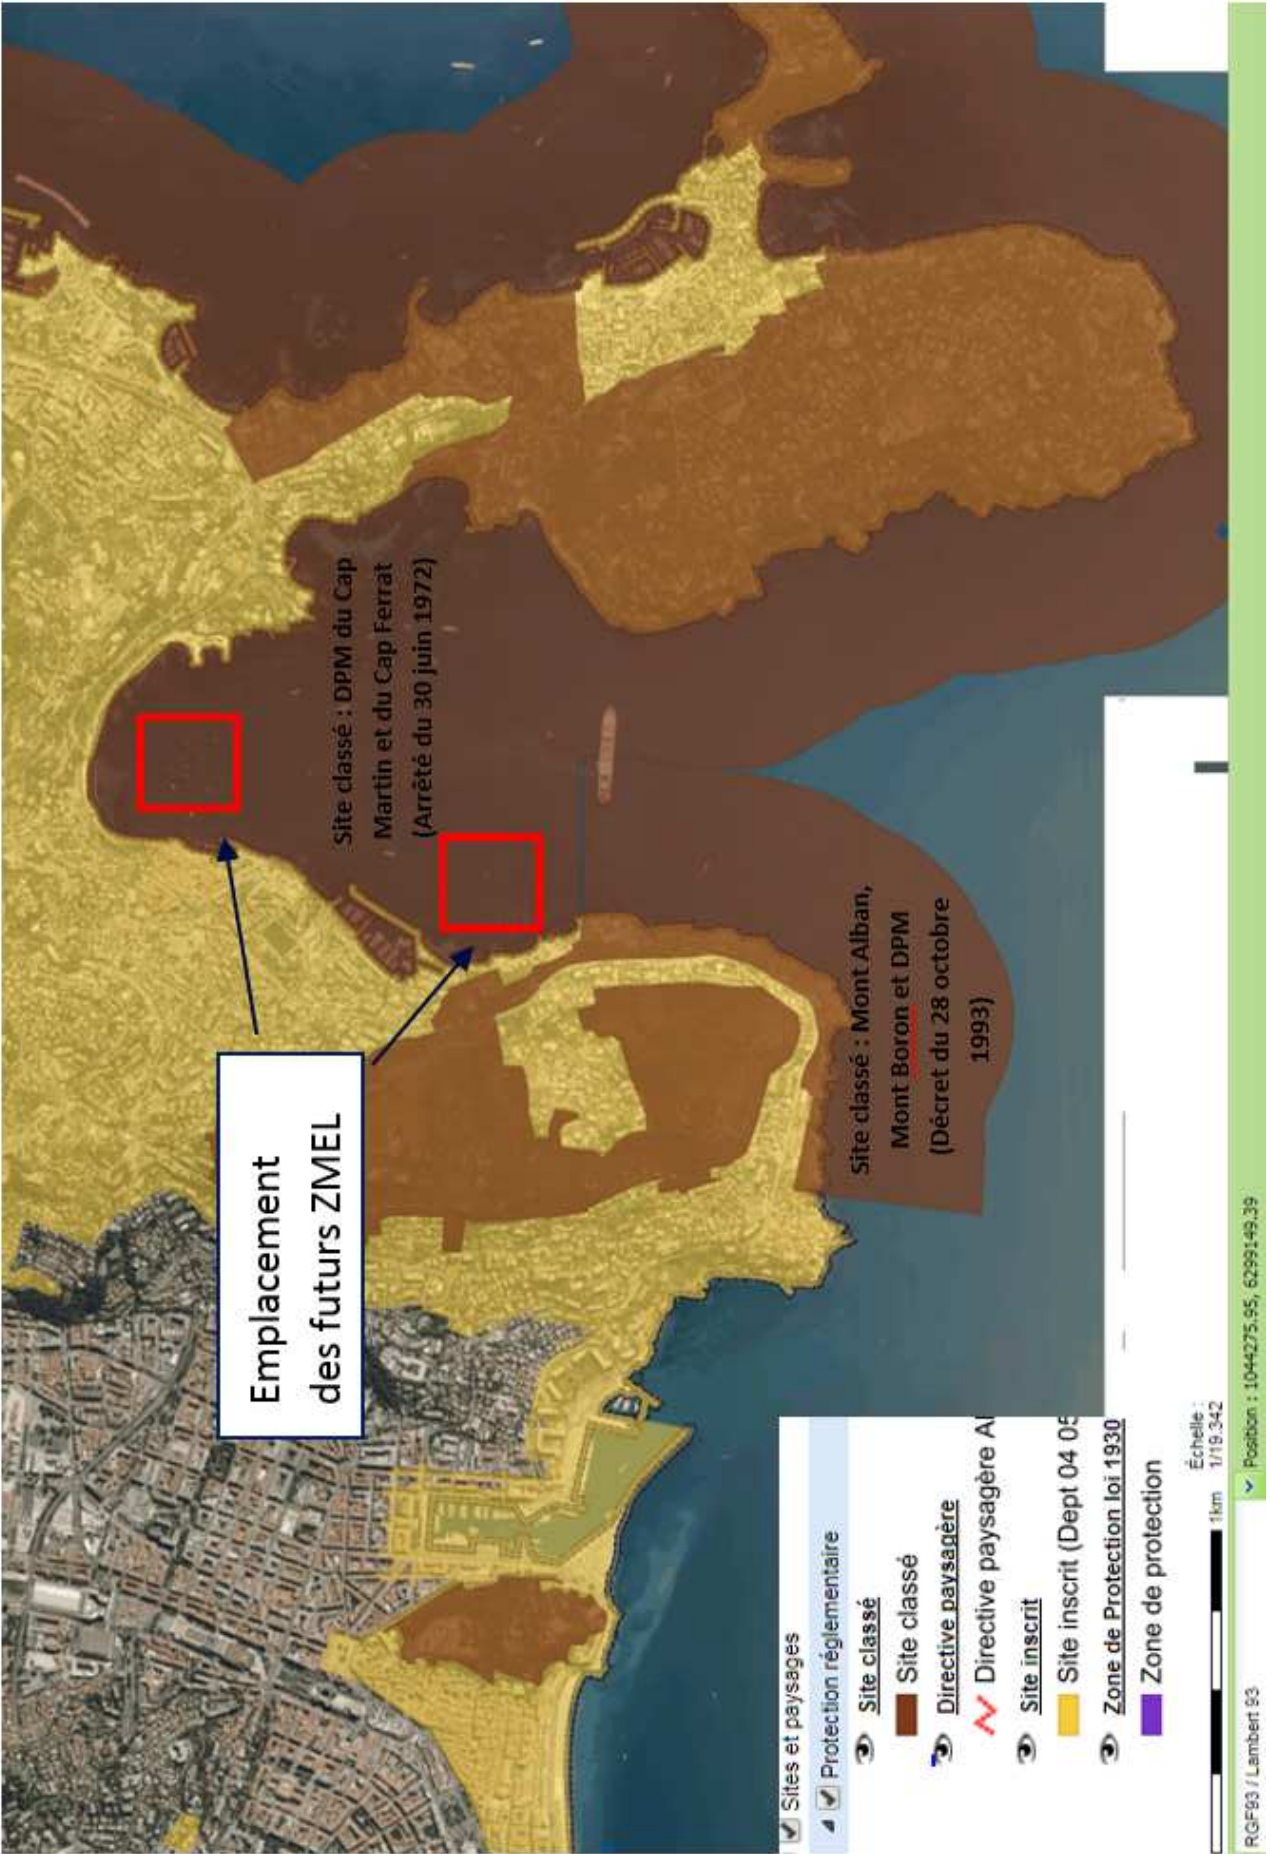 Emplacement
des futurs ZMEL
Site classé : DPM du Cap
Martin et du Cap Ferrat
(Arrêté du 30 juin 1972)
Site classé : Mont Alban,
Mont Boron et DPM
(Décret du 28 octobre
1993)
Sites et paysages
Protection réglementaire
Site classé
Site classé
Directive paysagère
Directive paysagère Al
Site inscrit
Site inscrit (Dept 04 05
Zone de Protection loi 1930
Zone de protection
1km
Échelle :
1/19.342
RGF93 / Lambert 93
Position : 1044275.95, 6299149.39